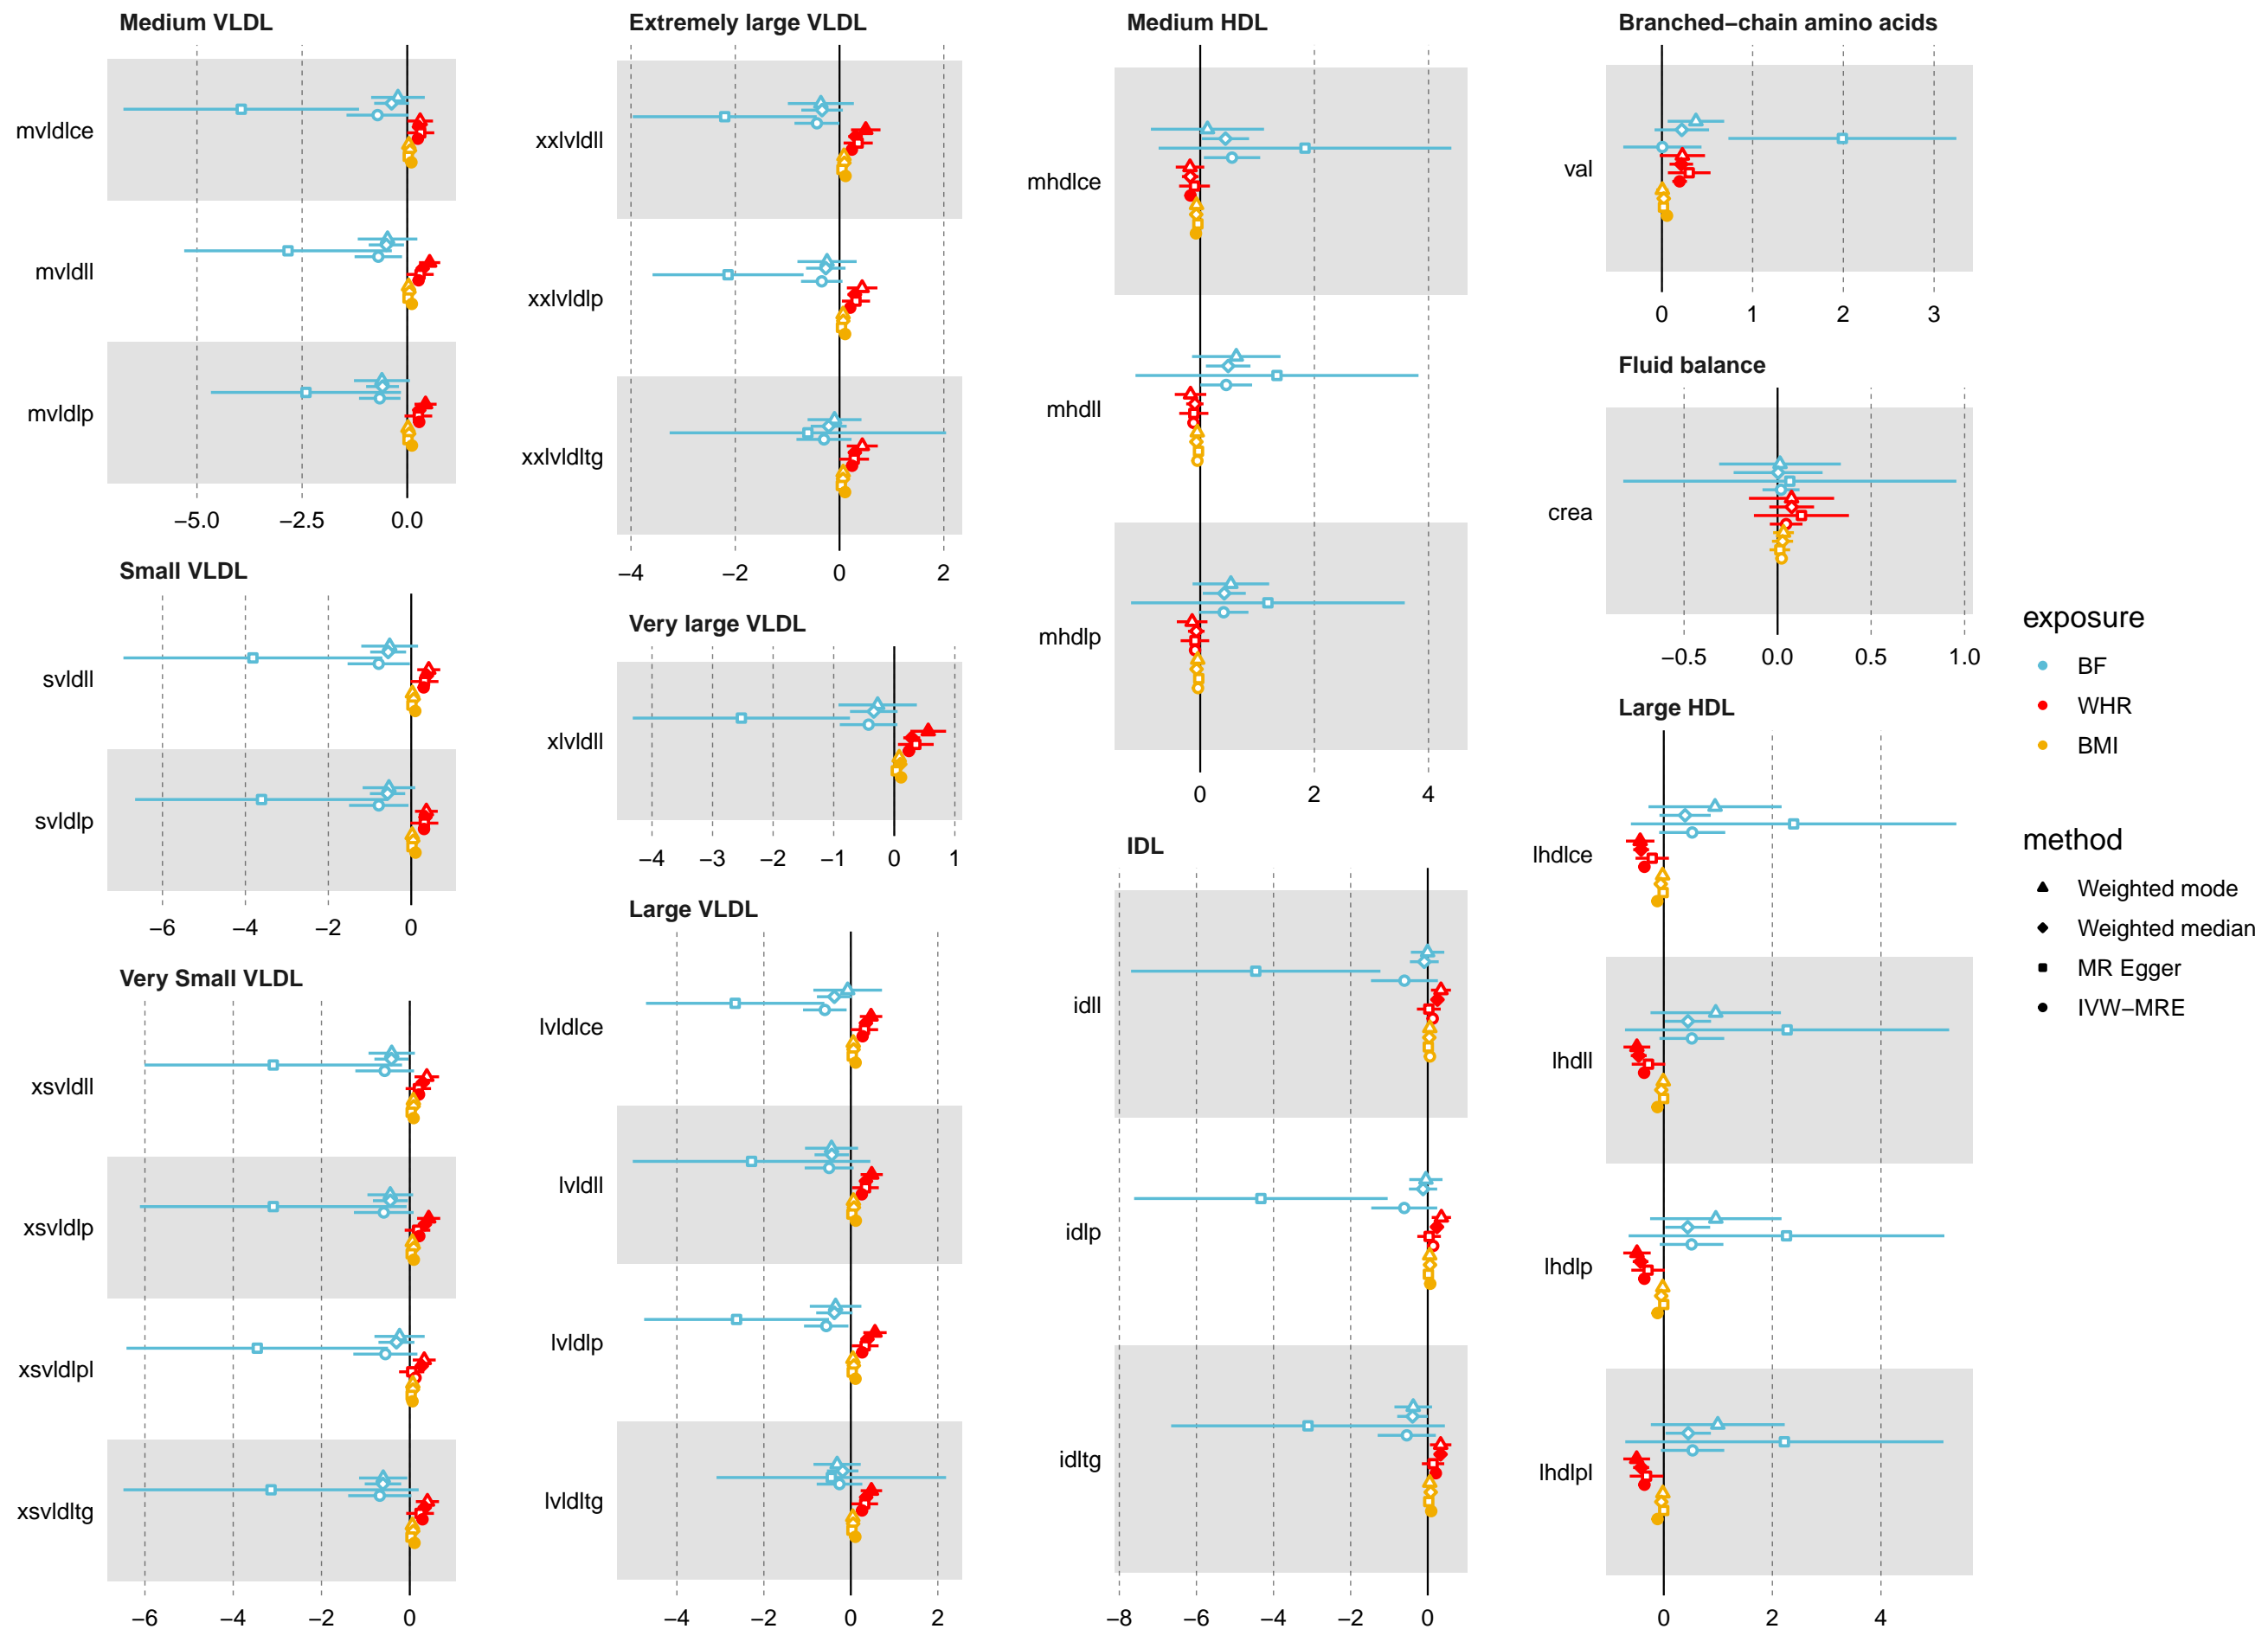 Medium VLDL
mvldlce
mvldll
mvldlp
−5.0 −2.5 0.0
Small VLDL
svldll
svldlp
−6 −4 −2 0
Very Small VLDL
xsvldll
xsvldlp
xsvldlpl
xsvldltg
−6 −4 −2 0
Extremely large VLDL
xxlvldll
xxlvldlp
xxlvldltg
−4 −2 0 2
Very large VLDL
xlvldll
−4 −3 −2 −1 0 1
Large VLDL
lvldlce
lvldll
lvldlp
lvldltg
−4 −2 0 2
Medium HDL
mhdlce
mhdll
mhdlp
0 2 4
IDL
idll
idlp
idltg
−8 −6 −4 −2 0
Branched−chain amino acids
val
0 1 2 3
Fluid balance
crea
−0.5 0.0 0.5 1.0
Large HDL
lhdlce
lhdll
lhdlp
lhdlpl
0 2 4
exposure
BF
WHR
BMI
method
Weighted mode
Weighted median
MR Egger
IVW−MRE